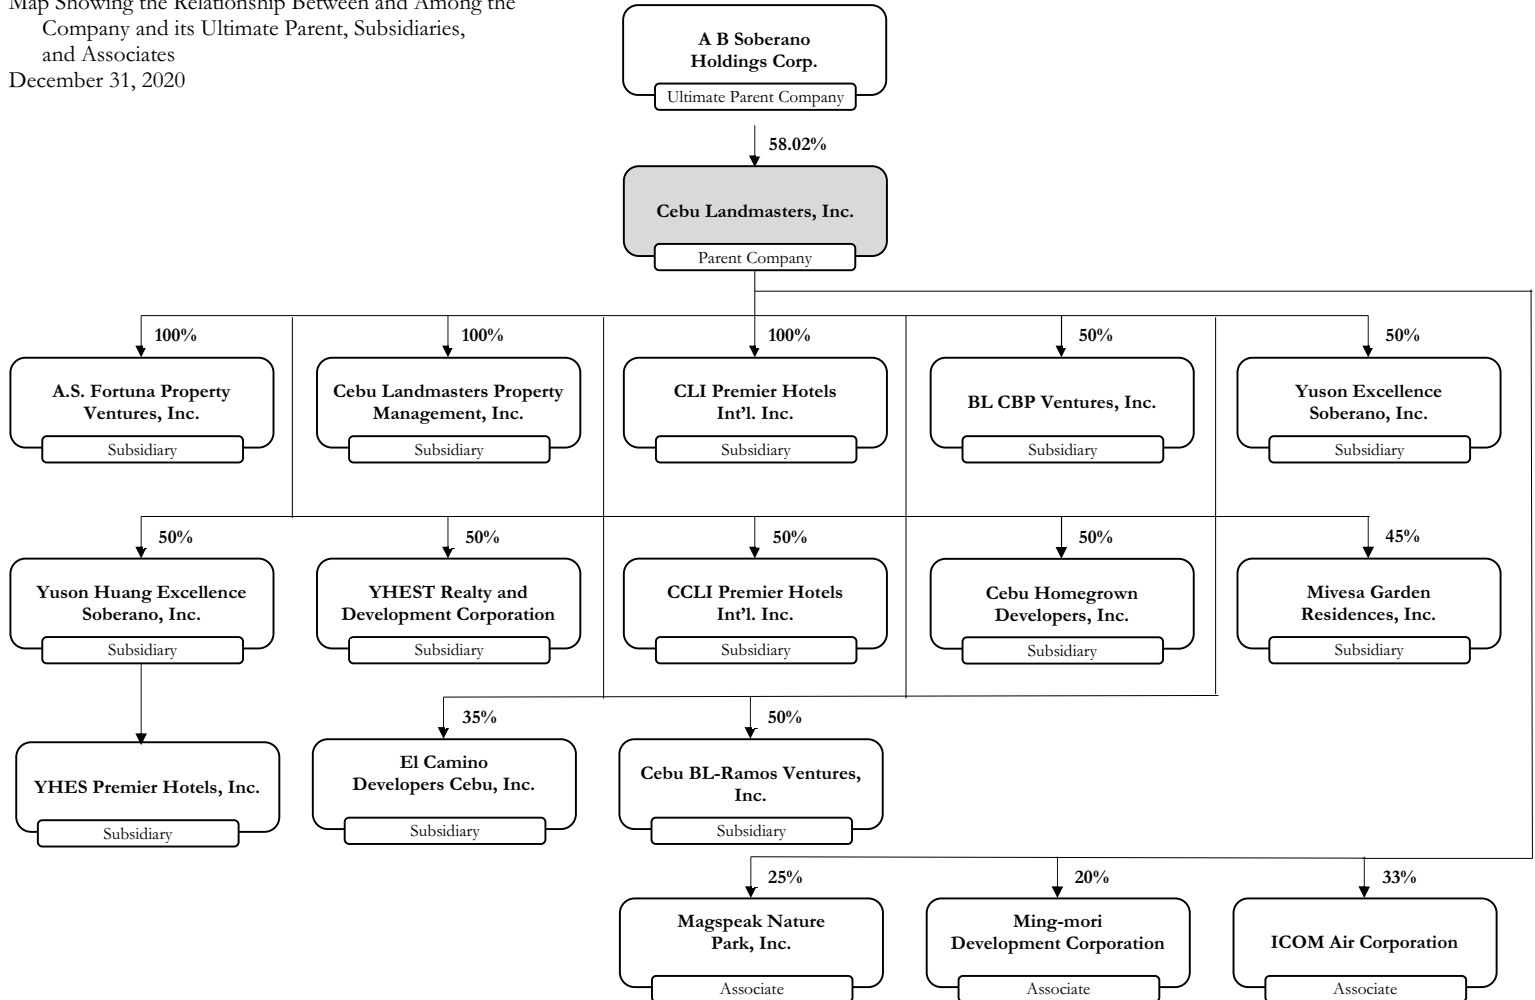 Map Showing the Relationship Between and Among the
Company and its Ultimate Parent, Subsidiaries,
and Associates
December 31, 2020
A B Soberano
Holdings Corp.
Ultimate Parent Company
58.02%
Cebu Landmasters, Inc.
Parent Company
100%
100%
100%
50%
50%
A.S. Fortuna Property
Ventures, Inc.
Subsidiary
Cebu Landmasters Property
Management, Inc.
Subsidiary
CLI Premier Hotels
Int'l. Inc.
Subsidiary
BL CBP Ventures, Inc.
Subsidiary
Yuson Excellence
Soberano, Inc.
Subsidiary
50%
50%
50%
50%
45%
Yuson Huang Excellence
Soberano, Inc.
Subsidiary
YHEST Realty and
Development Corporation
Subsidiary
CCLI Premier Hotels
Int'l. Inc.
Subsidiary
Cebu Homegrown
Developers, Inc.
Subsidiary
Mivesa Garden
Residences, Inc.
Subsidiary
35%
50%
YHES Premier Hotels, Inc.
Subsidiary
El Camino
Developers Cebu, Inc.
Subsidiary
Cebu BL-Ramos Ventures,
Inc.
Subsidiary
25%
20%
33%
Magspeak Nature
Park, Inc.
Associate
Ming-mori
Development Corporation
Associate
ICOM Air Corporation
Associate